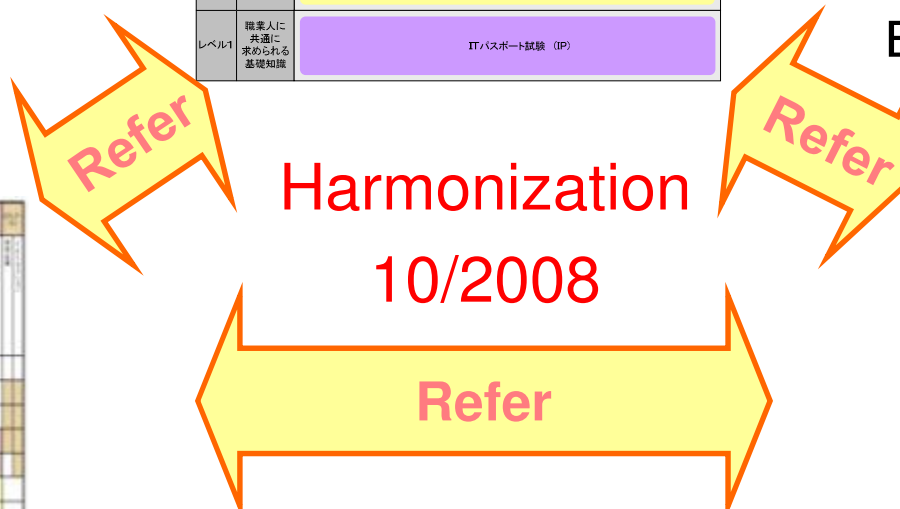 職業人に
共通に
求められる
基礎知識
レベル1
ITパスポート試験 (IP)
Refer
Refer
Harmonization
10/2008
Refer